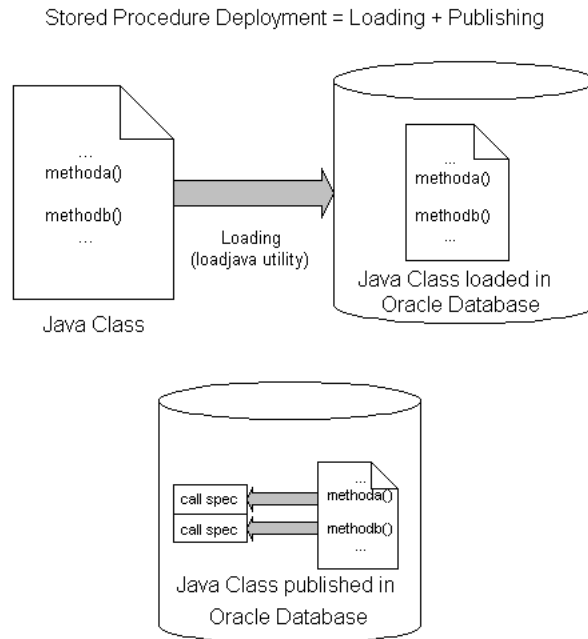 Stored Procedure Deployment = Loading + Publishing
...
methoda()
methodb()
...
Java Class
Loading
(loadjava utility)
...
methoda()
methodb()
...
Java Class loaded in
Oracle Database
call spec
call spec
...
methoda()
methodb()
...
Java Class published in
Oracle Database